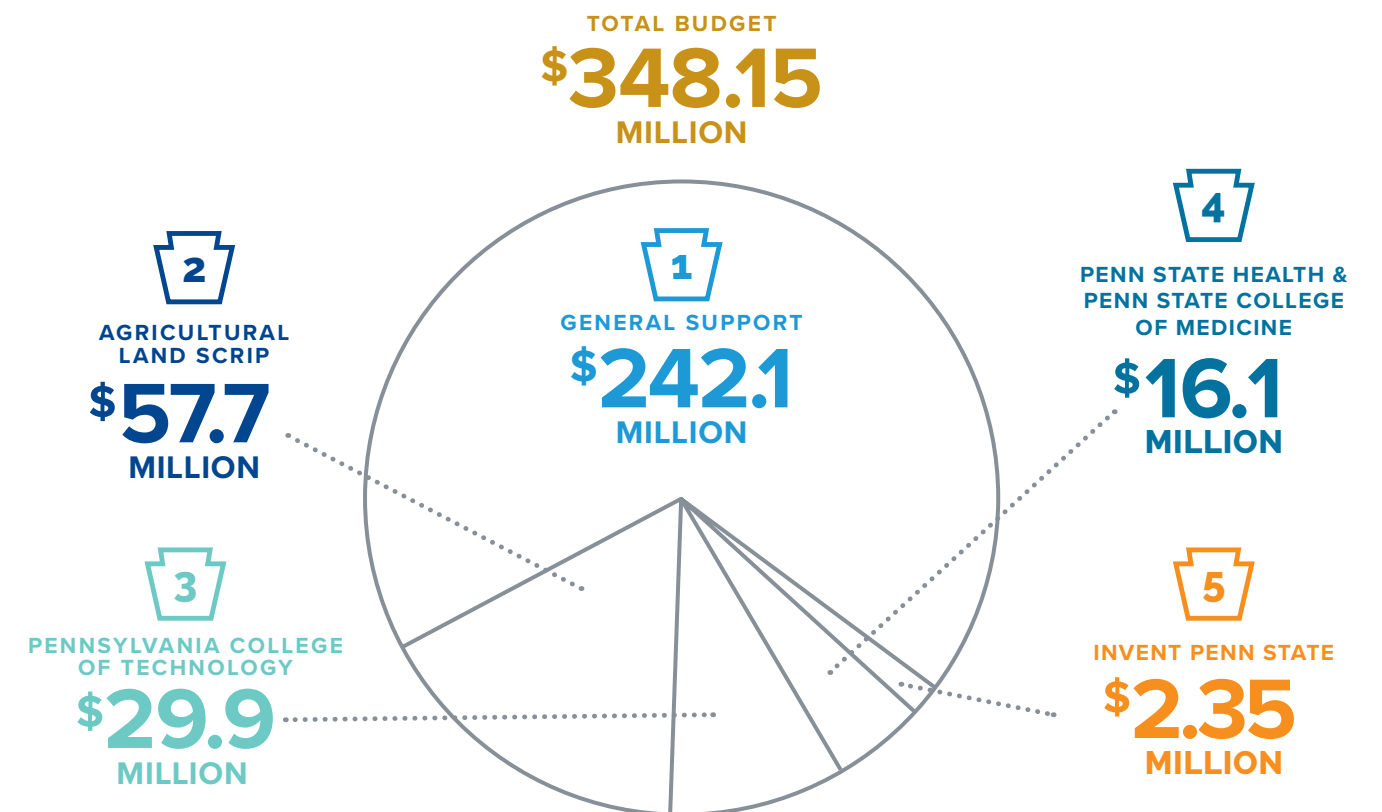 TOTAL BUDGET
$348.15
MILLION
1
GENERAL SUPPORT
$242.1
MILLION
2
AGRICULTURAL
LAND SCRIP
$57.7
MILLION
3
PENNSYLVANIA COLLEGE
OF TECHNOLOGY
$29.9
MILLION
4
PENN STATE HEALTH &
PENN STATE COLLEGE
OF MEDICINE
$16.1
MILLION
5
INVENT PENN STATE
$2.35
MILLION